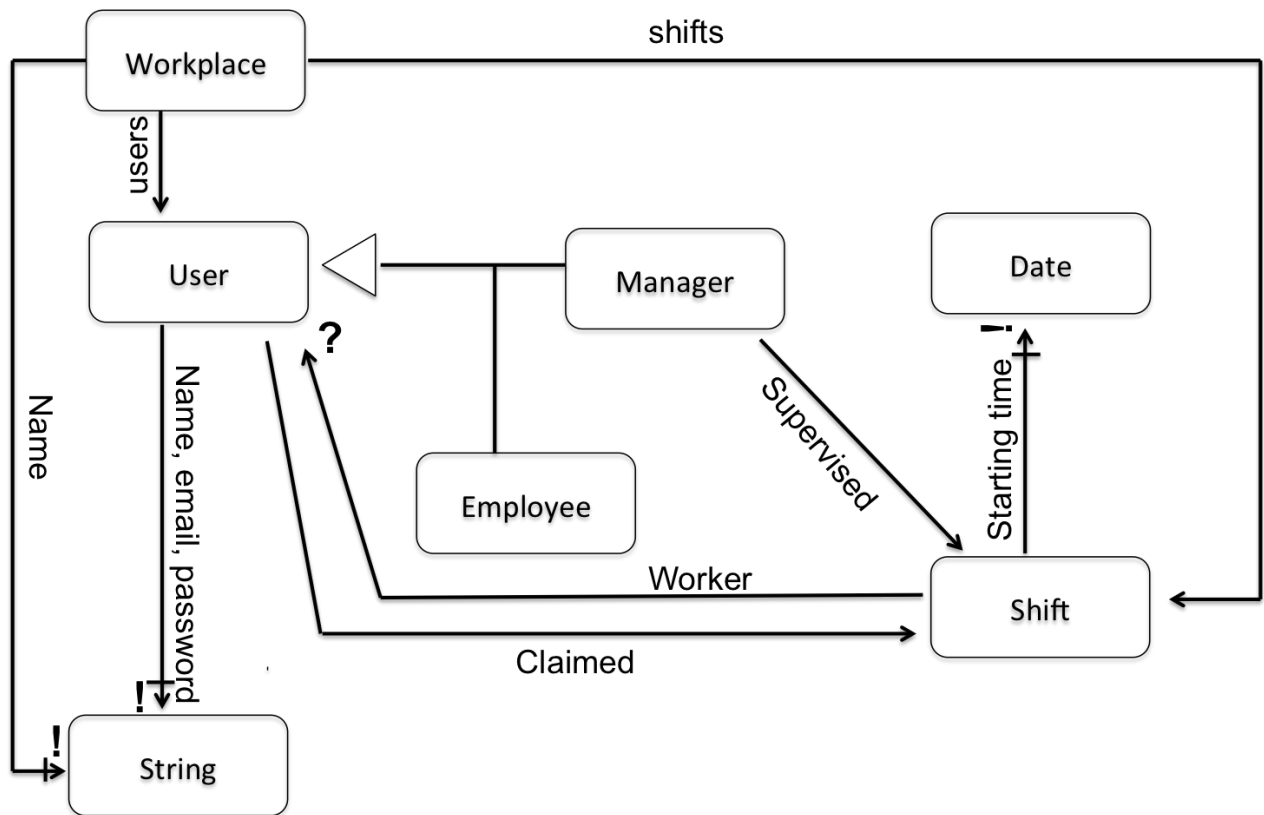 Workplace
shifts
users
User
Manager
Date
?
!
Name
Name, email, password
Supervised
Starting time
Employee
Worker
Shift
Claimed
!
!
String